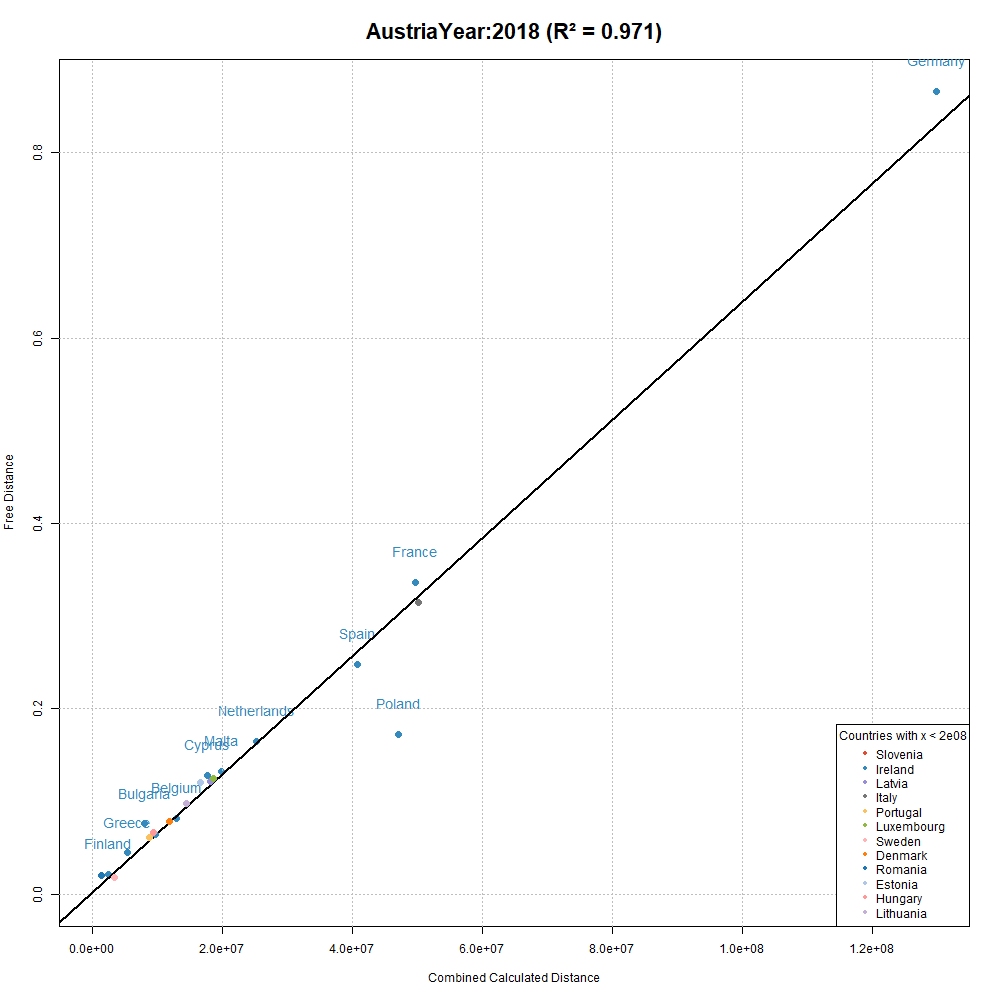 AustriaYear:2018 (R² = 0.971)
Germany
0.8
0.6
Free Distance
0.4
France
Spain
Poland
0.2
Netherlands
Malta
Cyprus
Belgium
Bulgaria
Greece
Finland
0.0
Countries with x < 2e08
Slovenia
Ireland
Latvia
Italy
Portugal
Luxembourg
Sweden
Denmark
Romania
Estonia
Hungary
Lithuania
0.0e+00 2.0e+07 4.0e+07 6.0e+07 8.0e+07 1.0e+08 1.2e+08
Combined Calculated Distance